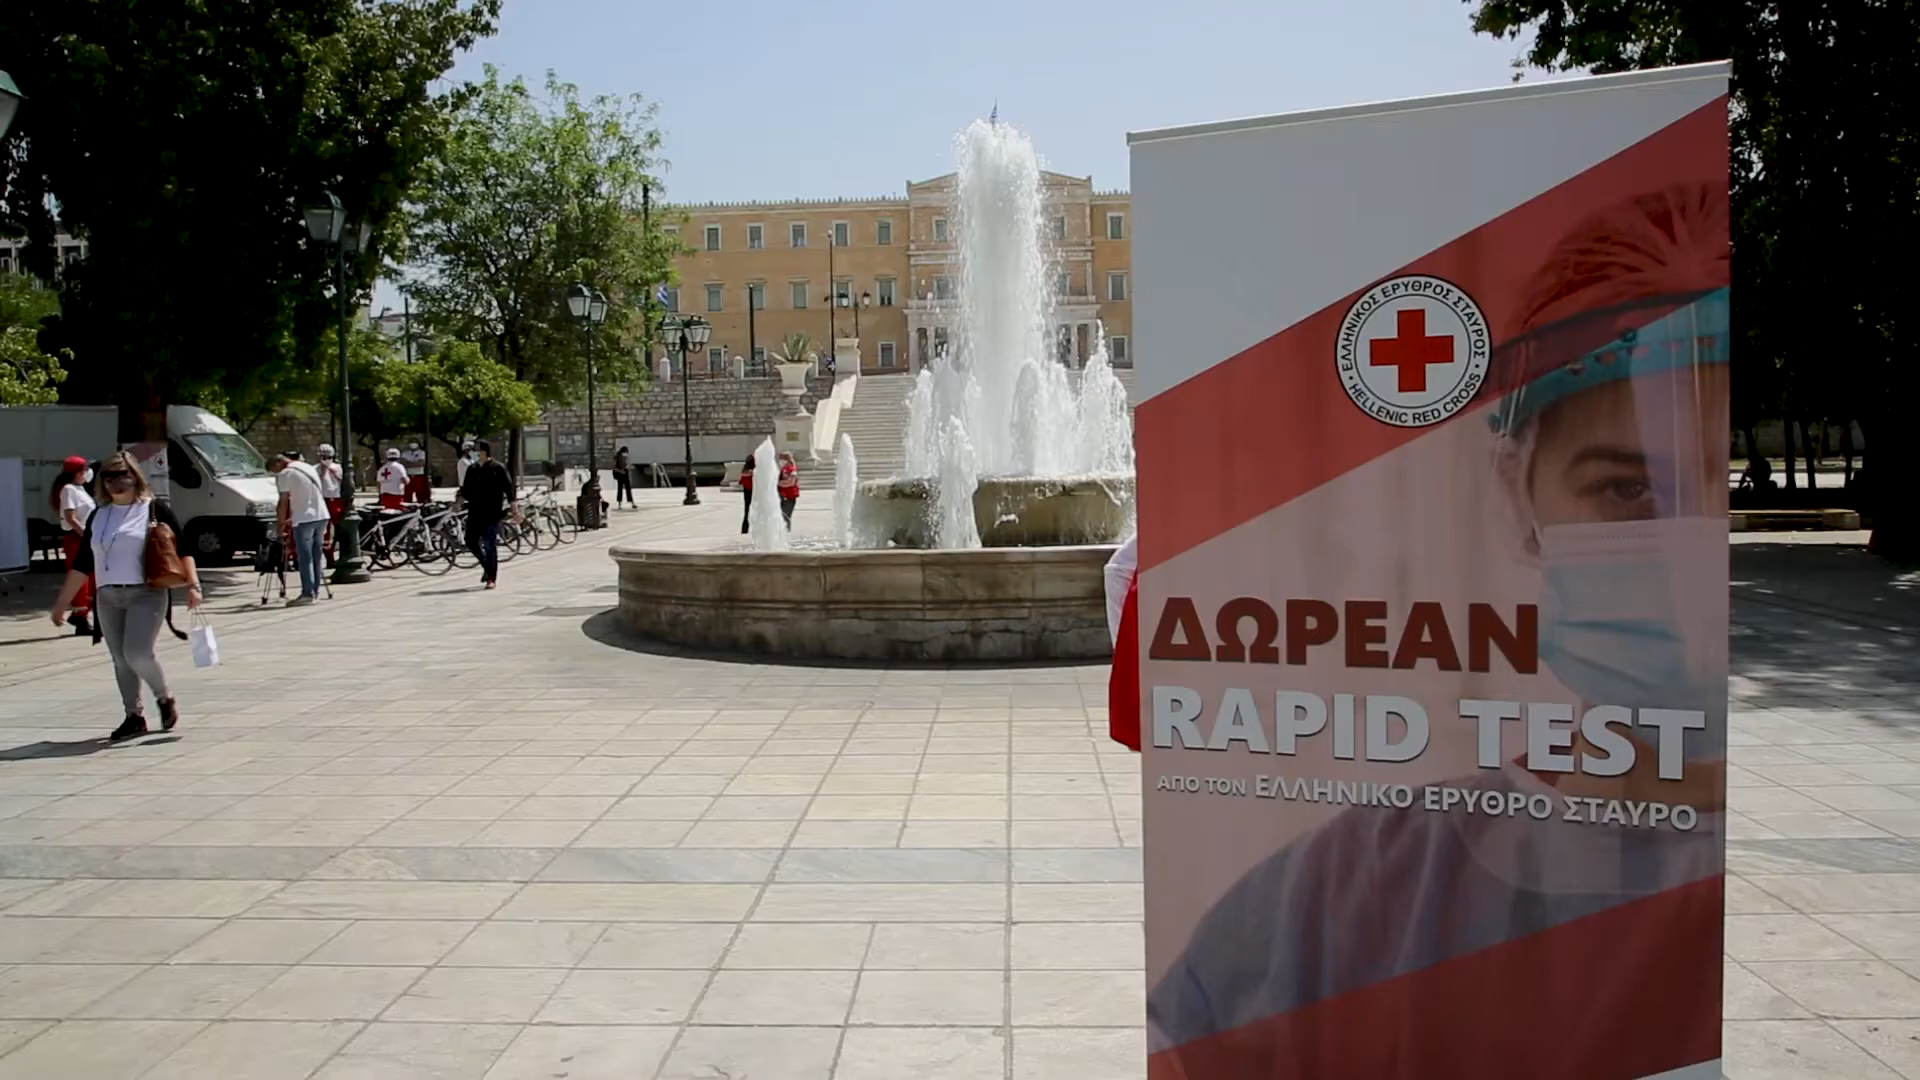 ΕΛΛΗΝΙΚΟΣ ΕΡΥΘΡΟΣ ΣΤΑΥΡΟΣ
• HELLENIC RED CROSS •
ΔΩΡΕΑΝ
RAPID TEST
ΑΠΟ ΤΟΝ ΕΛΛΗΝΙΚΟ ΕΡΥΘΡΟ ΣΤΑΥΡΟ